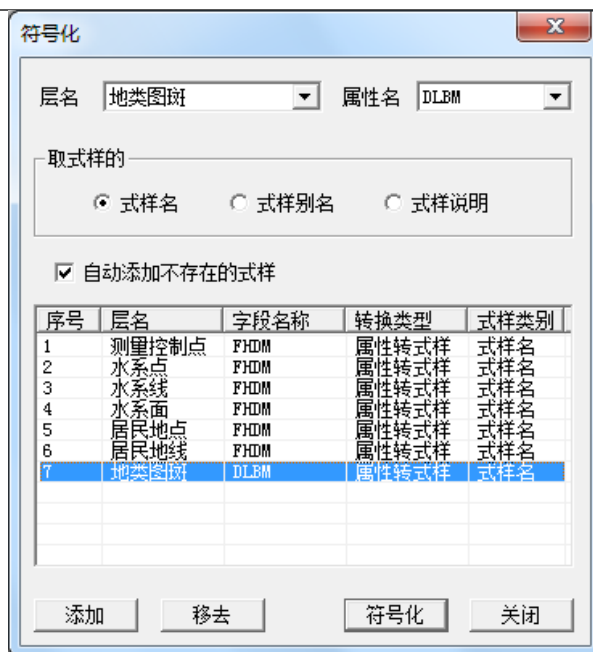 符号化
层名 地类图斑 属性名 DLBM
取式样的
式样名 式样别名 式样说明
自动添加不存在的式样
序号 层名 字段名称 转换类型 式样类别
1 测量控制点 FHDM 属性转式样 式样名
2 水系点 FHDM 属性转式样 式样名
3 水系线 FHDM 属性转式样 式样名
4 水系面 FHDM 属性转式样 式样名
5 居民地点 FHDM 属性转式样 式样名
6 居民地线 FHDM 属性转式样 式样名
7 地类图斑 DLBM 属性转式样 式样名
添加 移去 符号化 关闭